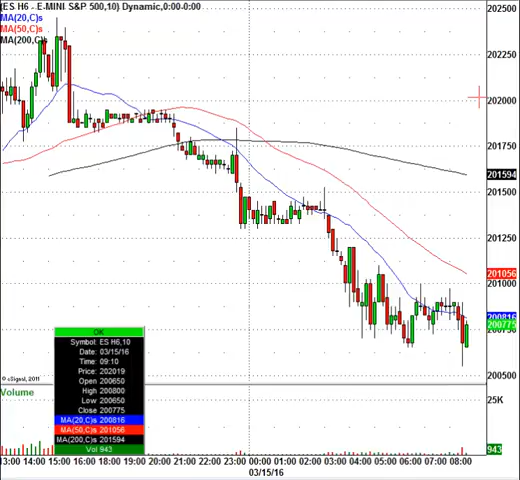 (ES H6 - E-MINI S&P 500,10) Dynamic,0:00-0:00
MA(20,C)s
MA(50,C)s
MA(200,C)s
202500
202250
202000
201750
201594
201500
201250
201056
201000
200816
200775
200750
200500
OK
Symbol: ES H6,10
Date: 03/15/16
Time: 09:10
Price: 202019
Open 200650
High 200800
Low 200650
Close 200775
MA(20,C)s 200816
MA(50,C)s 201056
MA(200,C)s 201594
Vol 943
© eSignal, 2011
Volume
25K
943
13:00 14:00 15:00 16:00 17:00 18:00 19:00 20:00 21:00 22:00 23:00 00:00 01:00 02:00 03:00 04:00 05:00 06:00 07:00 08:00
03/15/16